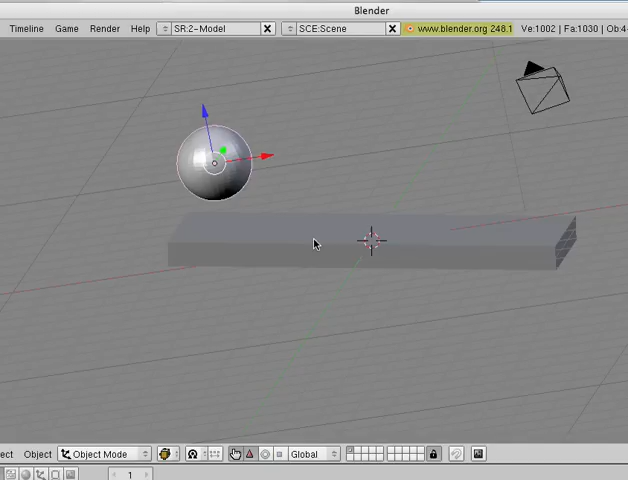 Blender
Timeline Game Render Help SR:2-Model SCE:Scene www.blender.org 248.1 Ve:1002 | Fa:1030 | Ob:4-
ect Object Object Mode Global
1